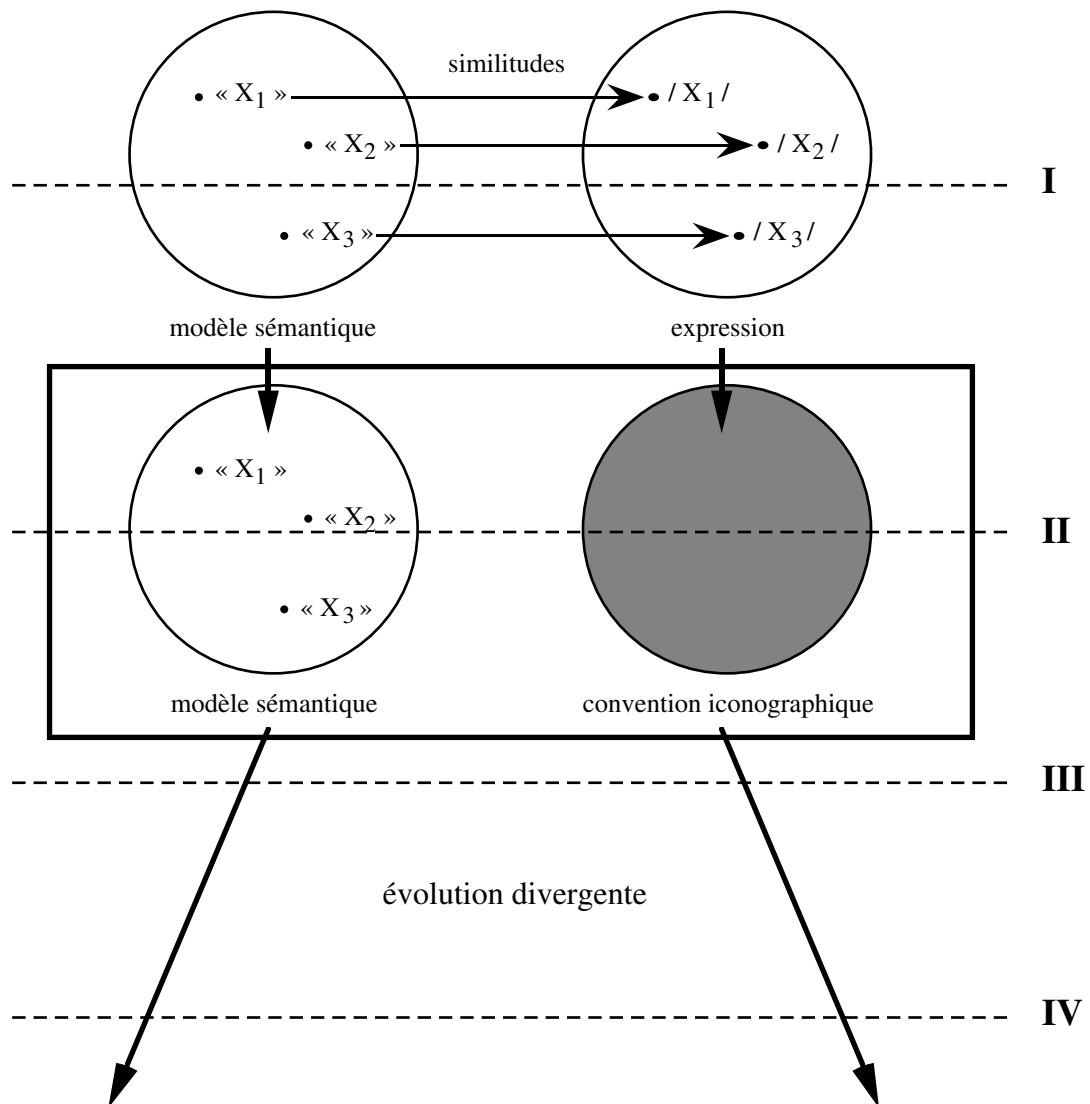 similitudes
« X1 » / X1 /
« X2 » / X2 /
I
« X3 » / X3 /
modèle sémantique expression
« X1 »
« X2 »
II
« X3 »
modèle sémantique convention iconographique
III
évolution divergente
IV